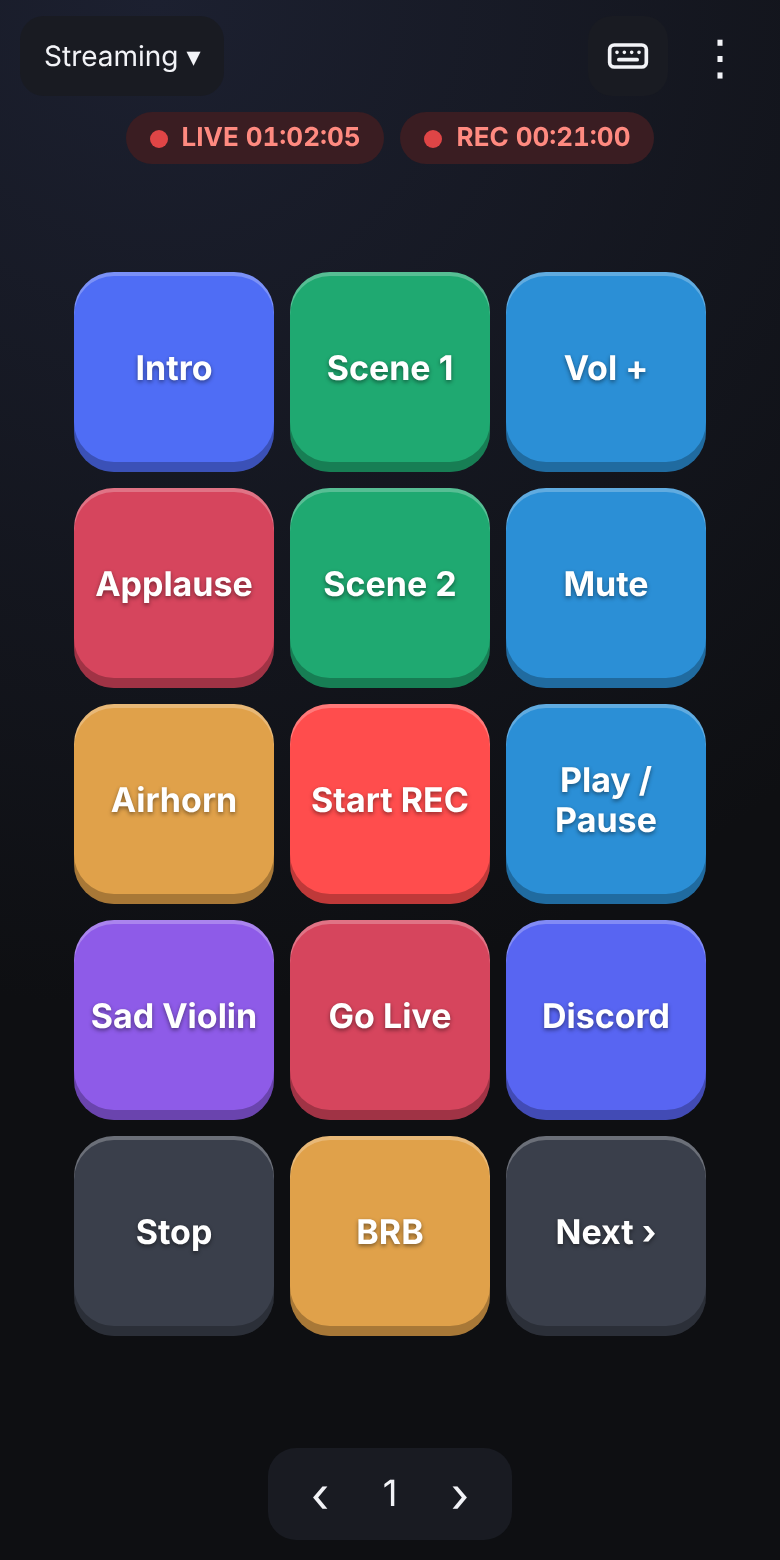 Streaming ▾
LIVE 01:02:05
REC 00:21:00
Intro
Scene 1
Vol +
Applause
Scene 2
Mute
Airhorn
Start REC
Play /
Pause
Sad Violin
Go Live
Discord
Stop
BRB
Next ›
‹ 1 ›